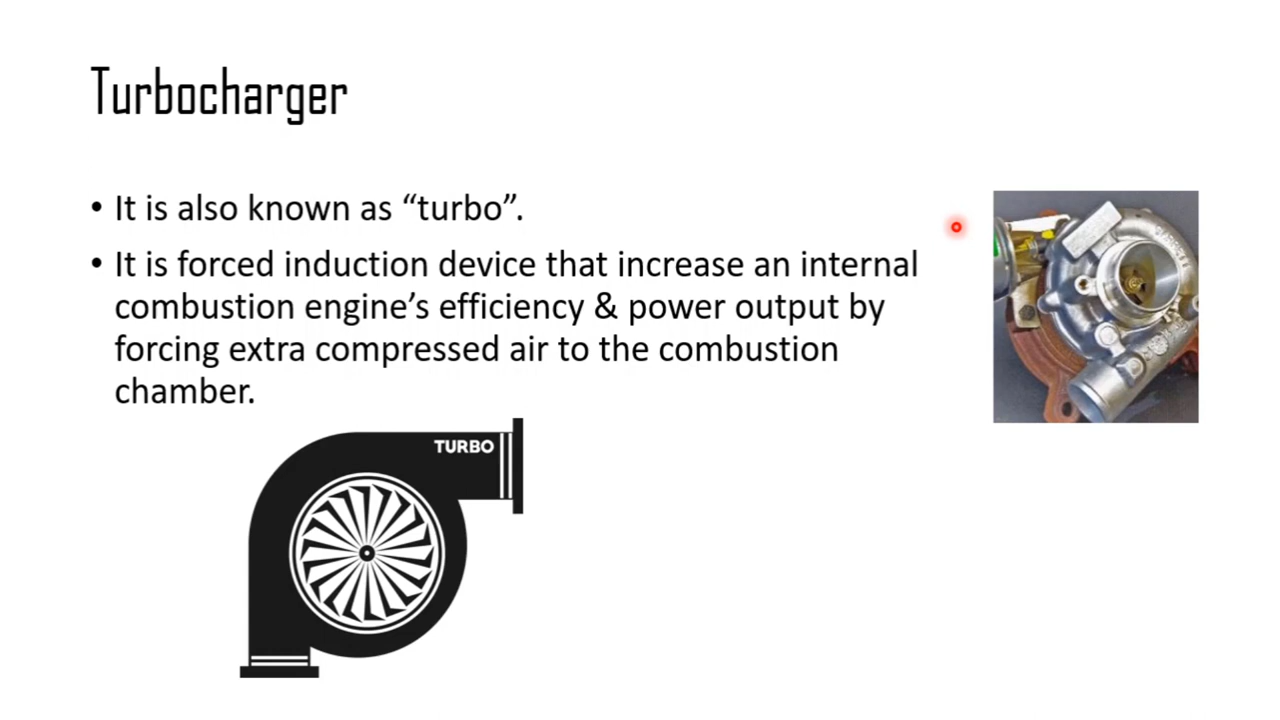 Turbocharger
• It is also known as “turbo”.
• It is forced induction device that increase an internal
combustion engine’s efficiency & power output by
forcing extra compressed air to the combustion
chamber.
TURBO